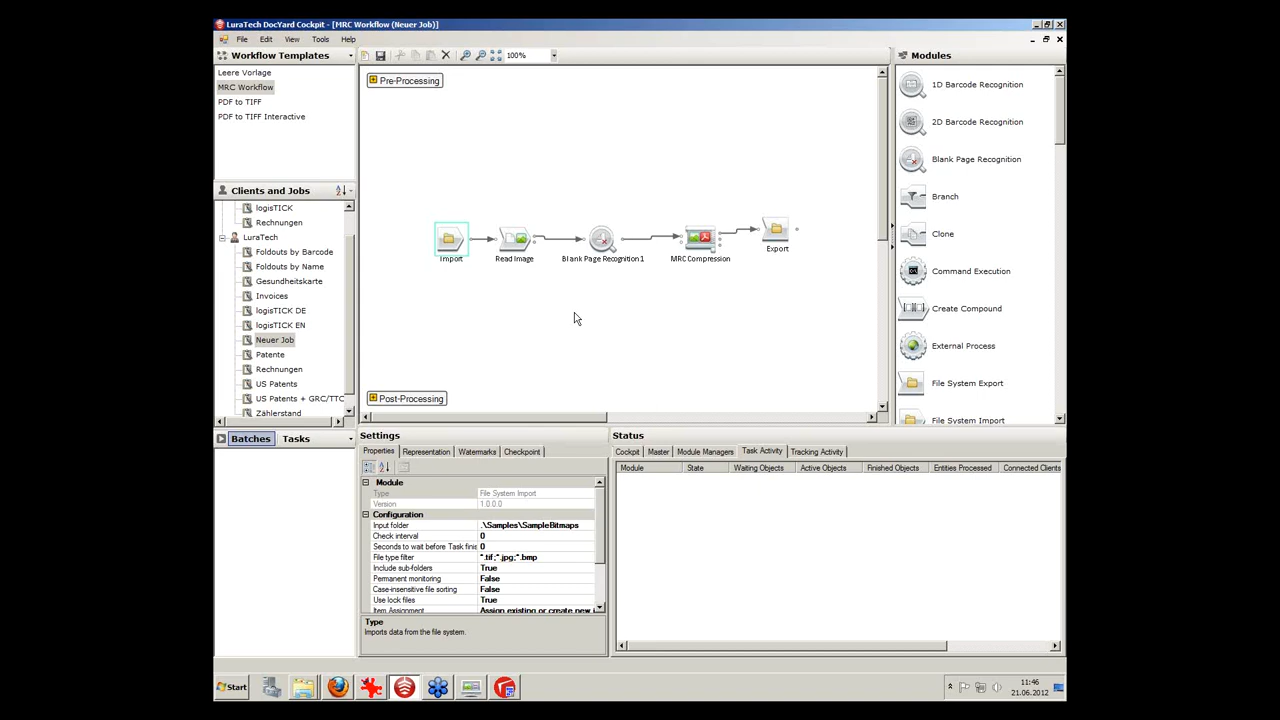 LuraTech DocYard Cockpit - [MRC Workflow (Neuer Job)]
File Edit View Tools Help
Workflow Templates
100%
Modules
Leere Vorlage
MRC Workflow
PDF to TIFF
PDF to TIFF Interactive
Clients and Jobs
logisTICK
Rechnungen
LuraTech
Foldouts by Barcode
Foldouts by Name
Gesundheitskarte
Invoices
logisTICK DE
logisTICK EN
Neuer Job
Patente
Rechnungen
US Patents
US Patents + GRC/TTC
Zählerstand
Batches Tasks
Pre-Processing
Import
Read Image
Blank Page Recognition1
MRC Compression
Export
Post-Processing
1D Barcode Recognition
2D Barcode Recognition
Blank Page Recognition
Branch
Clone
Command Execution
Create Compound
External Process
File System Export
File System Import
Settings
Properties Representation Watermarks Checkpoint
Module
Type File System Import
Version 1.0.0.0
Configuration
Input folder .\Samples\SampleBitmaps
Check interval 0
Seconds to wait before Task finis 0
File type filter *.tif;*.jpg;*.bmp
Include sub-folders True
Permanent monitoring False
Case-insensitive file sorting False
Use lock files True
Item Assignment Assign existing or create new
Type
Imports data from the file system.
Status
Cockpit Master Module Managers Task Activity Tracking Activity
Module State Waiting Objects Active Objects Finished Objects Entities Processed Connected Clients
Start
11:46
21.06.2012